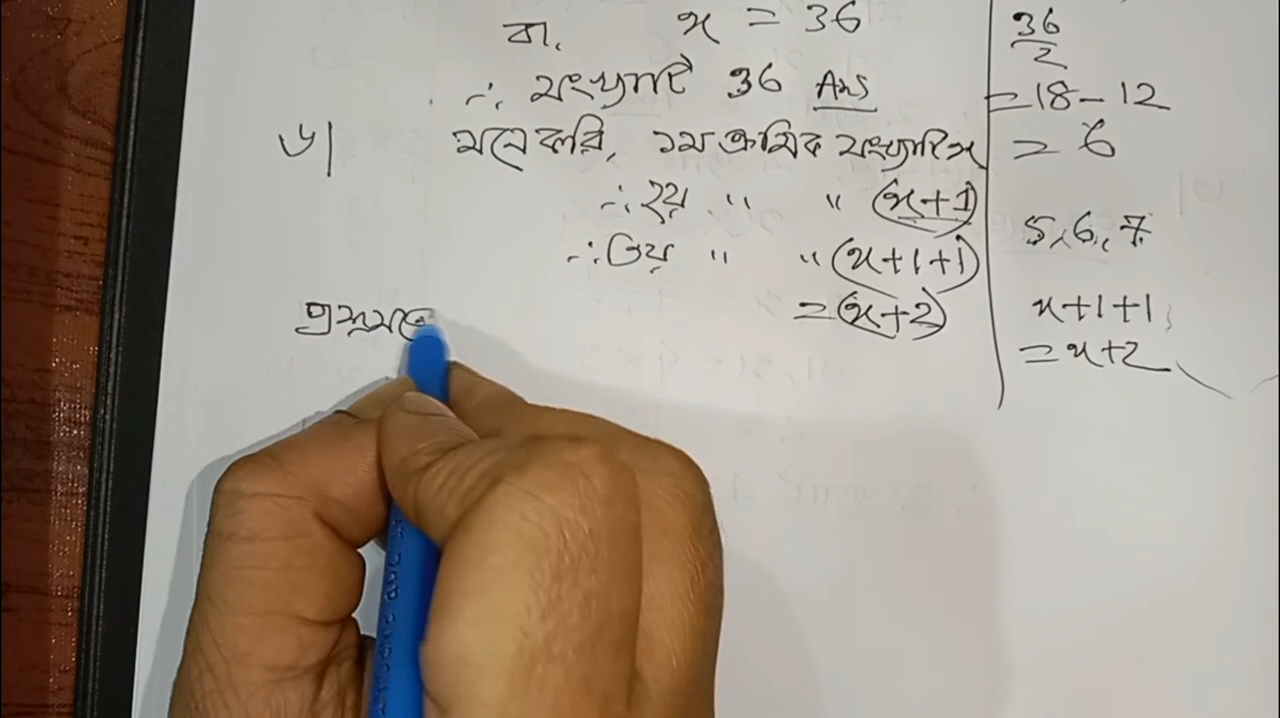 বা, x = 36
∴ সংখ্যাটি 36 Ans
৬| মনেকরি, ১ম ক্রমিক সংখ্যাটি x
∴ ২য় " " (x+1)
∴ ৩য় " " (x+1+1)
= (x+2)
প্রশ্নমতে
36
2
= 18 - 12
= 6
5, 6, 7
x+1+1
= x+2